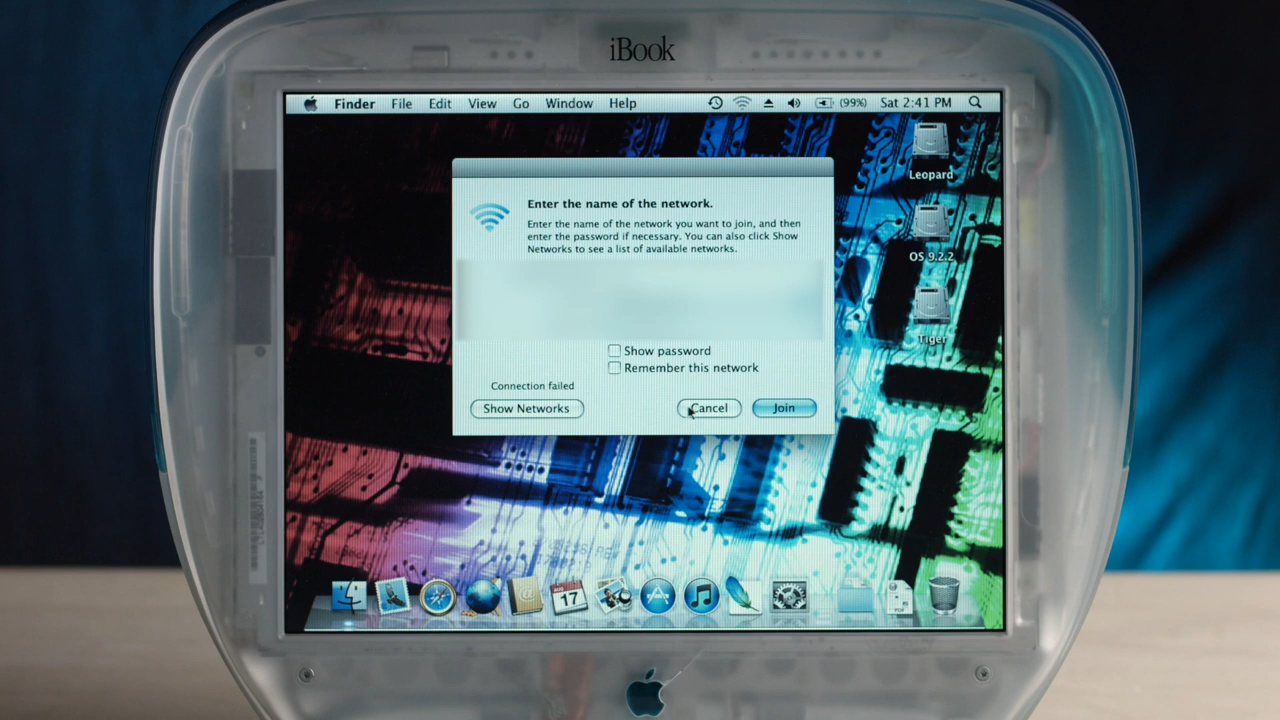 iBook
Finder File Edit View Go Window Help (99%) Sat 2:41 PM
Leopard
OS 9.2.2
Tiger
Enter the name of the network.
Enter the name of the network you want to join, and then
enter the password if necessary. You can also click Show
Networks to see a list of available networks.
Show password
Remember this network
Connection failed
Show Networks Cancel Join
17